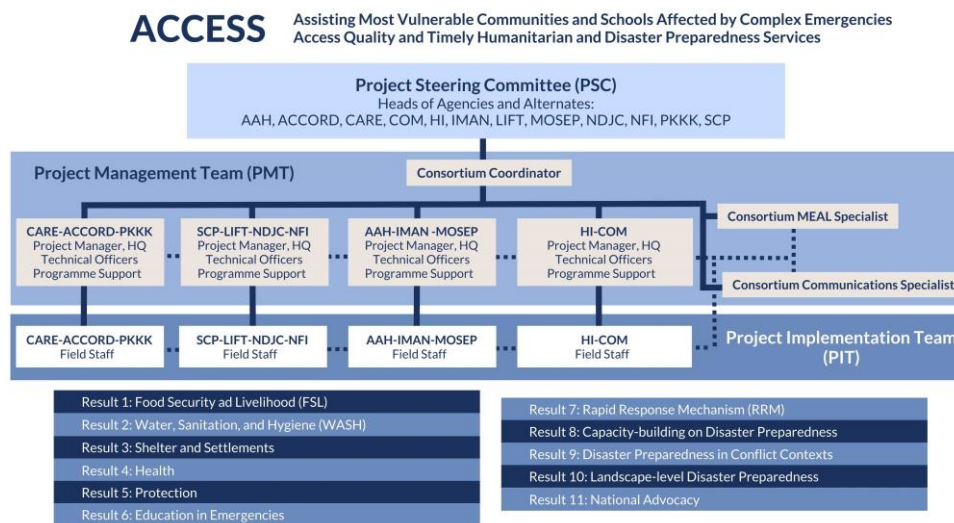 ACCESS
Assisting Most Vulnerable Communities and Schools Affected by Complex Emergencies
Access Quality and Timely Humanitarian and Disaster Preparedness Services
Project Steering Committee (PSC)
Heads of Agencies and Alternates:
AAH, ACCORD, CARE, COM, HI, IMAN, LIFT, MOSEP, NDJC, NFI, PKKK, SCP
Project Management Team (PMT)
Consortium Coordinator
Consortium MEAL Specialist
CARE-ACCORD-PKKK
Project Manager, HQ
Technical Officers
Programme Support
SCP-LIFT-NDJC-NFI
Project Manager, HQ
Technical Officers
Programme Support
AAH-IMAN -MOSEP
Project Manager, HQ
Technical Officers
Programme Support
HI-COM
Project Manager, HQ
Technical Officers
Programme Support
Consortium Communications Specialist
CARE-ACCORD-PKKK
Field Staff
SCP-LIFT-NDJC-NFI
Field Staff
AAH-IMAN-MOSEP
Field Staff
HI-COM
Field Staff
Project Implementation Team
(PIT)
Result 1: Food Security ad Livelihood (FSL)
Result 2: Water, Sanitation, and Hygiene (WASH)
Result 3: Shelter and Settlements
Result 4: Health
Result 5: Protection
Result 6: Education in Emergencies
Result 7: Rapid Response Mechanism (RRM)
Result 8: Capacity-building on Disaster Preparedness
Result 9: Disaster Preparedness in Conflict Contexts
Result 10: Landscape-level Disaster Preparedness
Result 11: National Advocacy